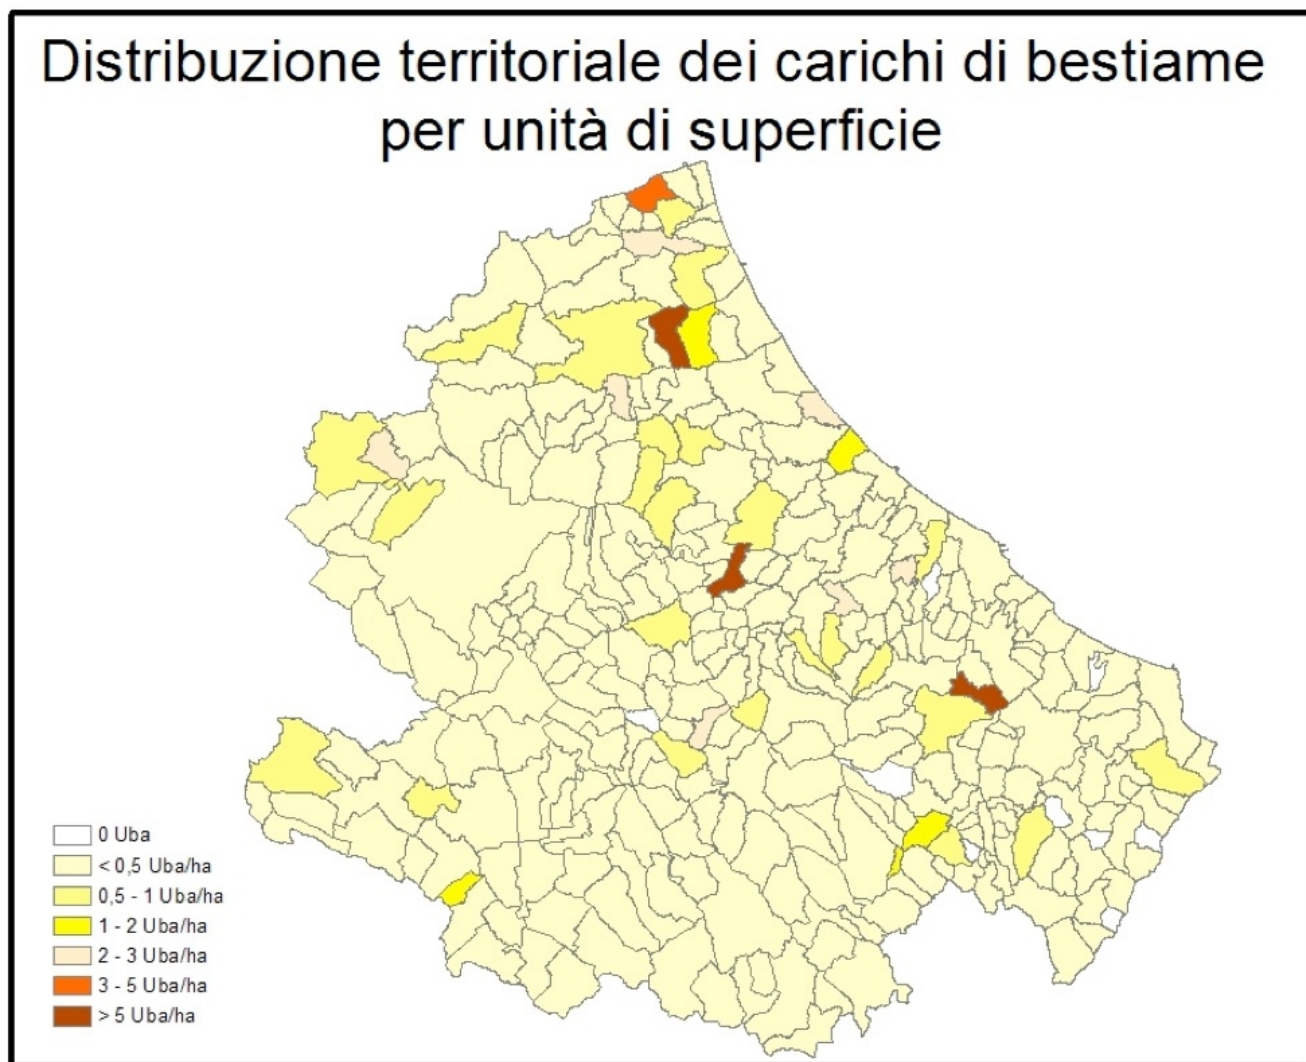 Distribuzione territoriale dei carichi di bestiame
per unità di superficie
0 Uba
< 0,5 Uba/ha
0,5 - 1 Uba/ha
1 - 2 Uba/ha
2 - 3 Uba/ha
3 - 5 Uba/ha
> 5 Uba/ha